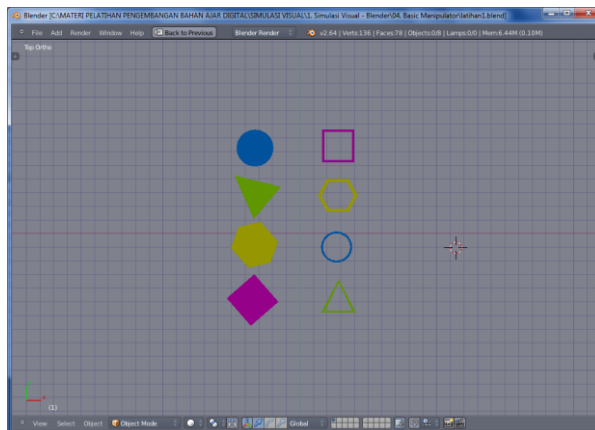 Blender [C:\MATERI PELATIHAN PENGEMBANGAN BAHAN AJAR DIGITAL\SIMULASI VISUAL\1. Simulasi Visual - Blender\04. Basic Manipulator\latihan1.blend]
File Add Render Window Help Back to Previous Blender Render v2.64 | Verts:136 | Faces:78 | Objects:0/8 | Lamps:0/0 | Mem:6.44M (0.10M)
Top Ortho
(1)
View Select Object Object Mode Global